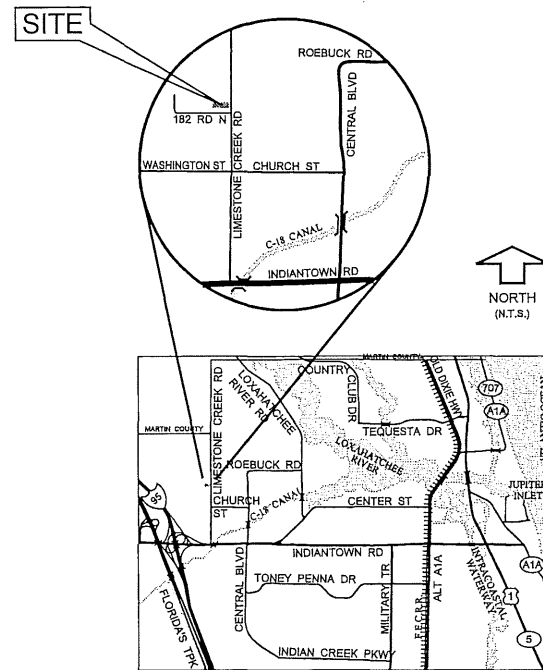 SITE
ROEBUCK RD
CENTRAL BLVD
182 RD N
LIMESTONE CREEK RD
WASHINGTON ST
CHURCH ST
C-18 CANAL
INDIANTOWN RD
NORTH
(N.T.S.)
MARTIN COUNTY
OLD DIXIE HWY
COUNTRY
CLUB DR
LOXAHATCHEE
RIVER RD
707
A1A
MARTIN COUNTY
LIMESTONE CREEK RD
TEQUESTA DR
LOXAHATCHEE
RIVER
ROEBUCK RD
95
CHURCH
ST
C-18 CANAL
CENTER ST
JUPITER
INLET
INDIANTOWN RD
A1A
FLORIDA'S TPK
CENTRAL BLVD
TONEY PENNA DR
MILITARY TR
F.E.C.R.R.
ALT A1A
INTRACOASTAL
WATERWAY
1
INDIAN CREEK PKWY
5